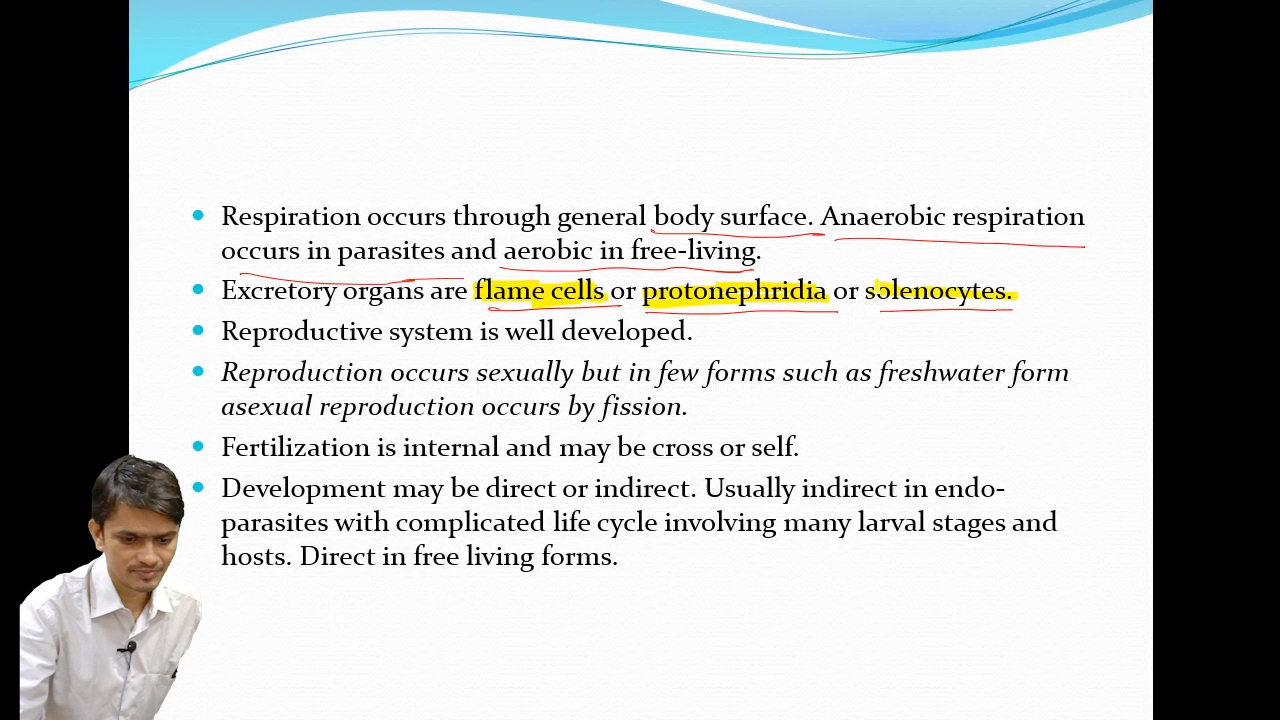 Respiration occurs through general body surface. Anaerobic respiration
occurs in parasites and aerobic in free-living.
Excretory organs are flame cells or protonephridia or solenocytes.
Reproductive system is well developed.
Reproduction occurs sexually but in few forms such as freshwater form
asexual reproduction occurs by fission.
Fertilization is internal and may be cross or self.
Development may be direct or indirect. Usually indirect in endo-
parasites with complicated life cycle involving many larval stages and
hosts. Direct in free living forms.